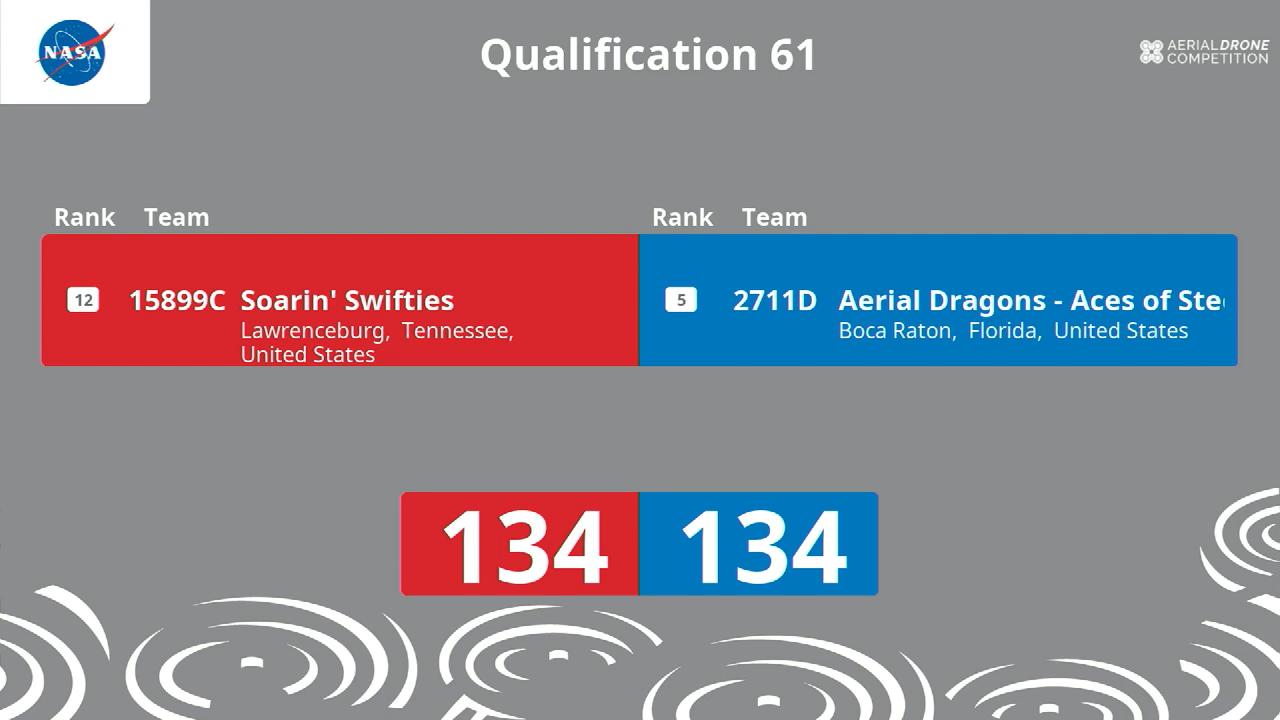 NASA
Qualification 61
AERIALDRONE
COMPETITION
Rank Team
Rank Team
12 15899C Soarin' Swifties
Lawrenceburg, Tennessee,
United States
5 2711D Aerial Dragons - Aces of
Boca Raton, Florida, United States
134 134